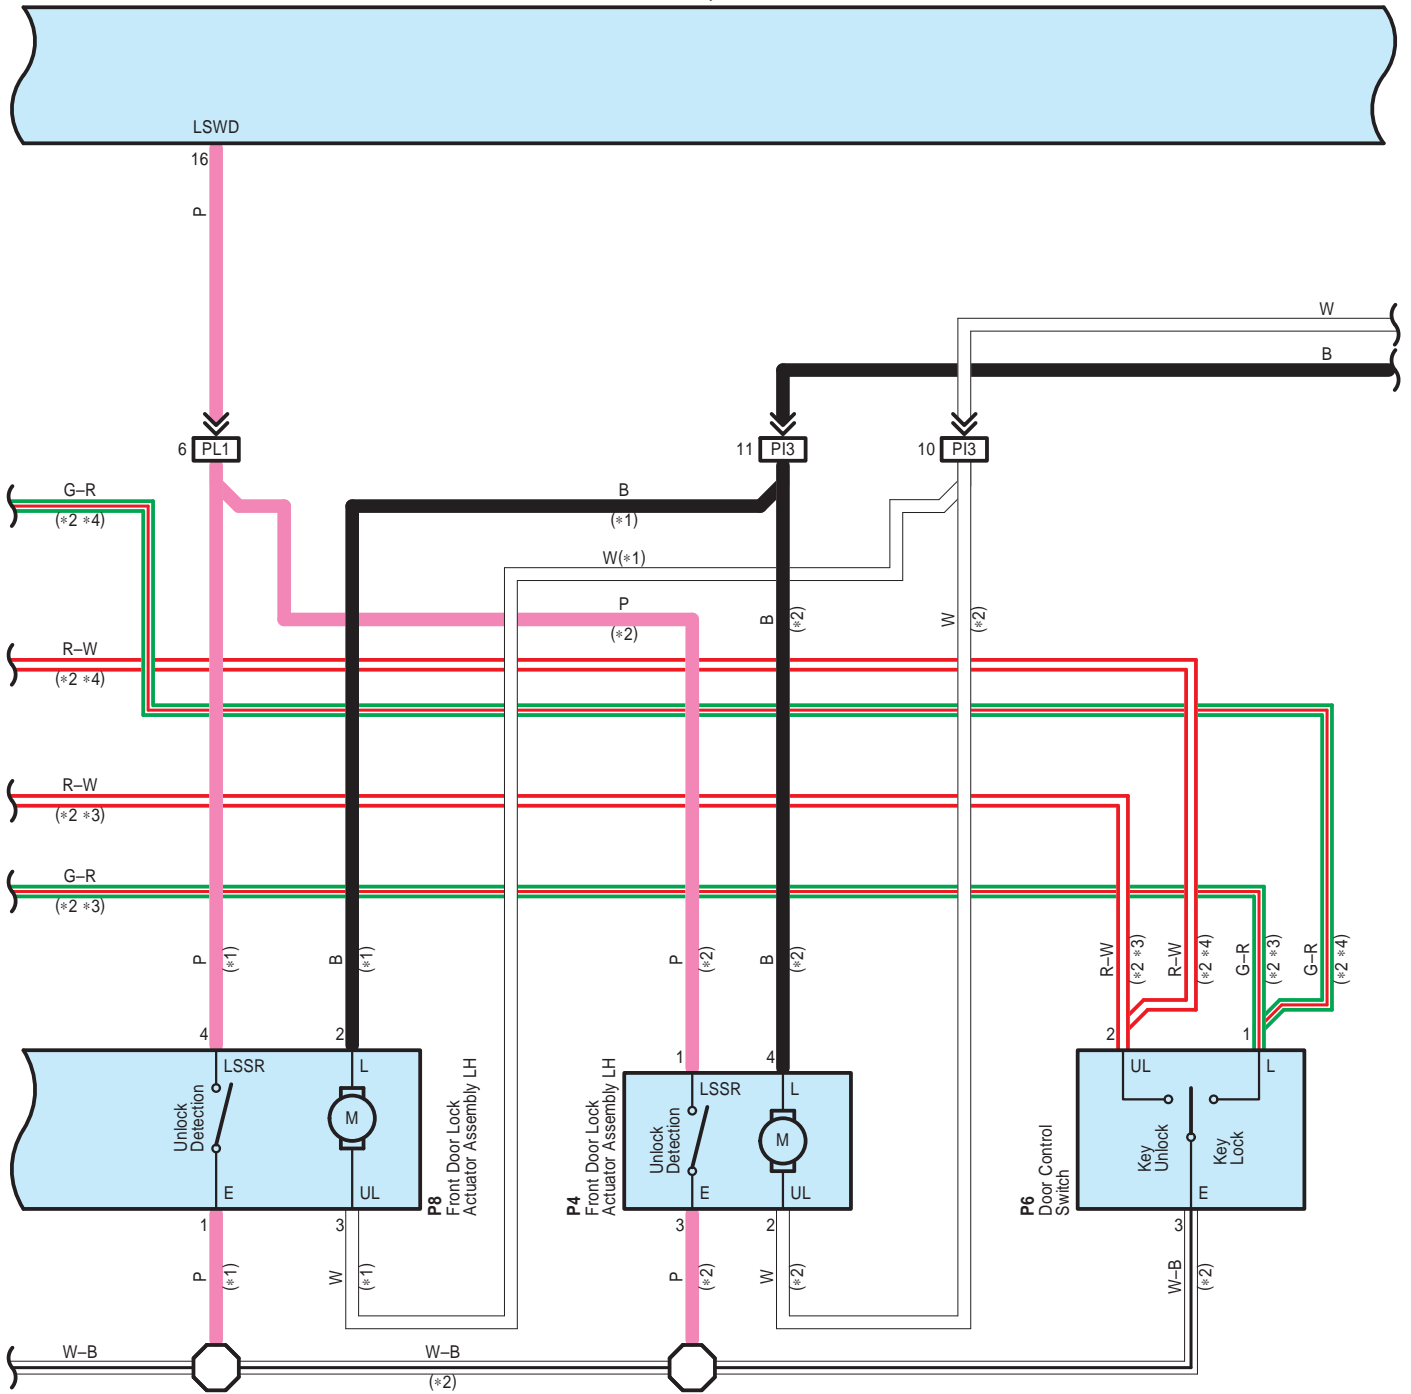 LSWD
16
P
W
B
6 PL1
11 PI3
10 PI3
G–R
(*2 *4)
B
(*1)
W(*1)
P
(*2)
B
(*2)
W
(*2)
R–W
(*2 *4)
R–W
(*2 *3)
G–R
(*2 *3)
P
(*1)
B
(*1)
P
(*2)
B
(*2)
R–W
(*2 *3)
R–W
(*2 *4)
G–R
(*2 *3)
G–R
(*2 *4)
4
2
LSSR
L
Unlock
Detection
M
E
UL
1
3
P8
Front Door Lock
Actuator Assembly LH
1
4
LSSR
L
Unlock
Detection
M
E
UL
3
2
P4
Front Door Lock
Actuator Assembly LH
2
1
UL
L
Key
Unlock
Key
Lock
E
3
P6
Door Control
Switch
P
(*1)
W
(*1)
P
(*2)
W
(*2)
W–B
(*2)
W–B
W–B
(*2)